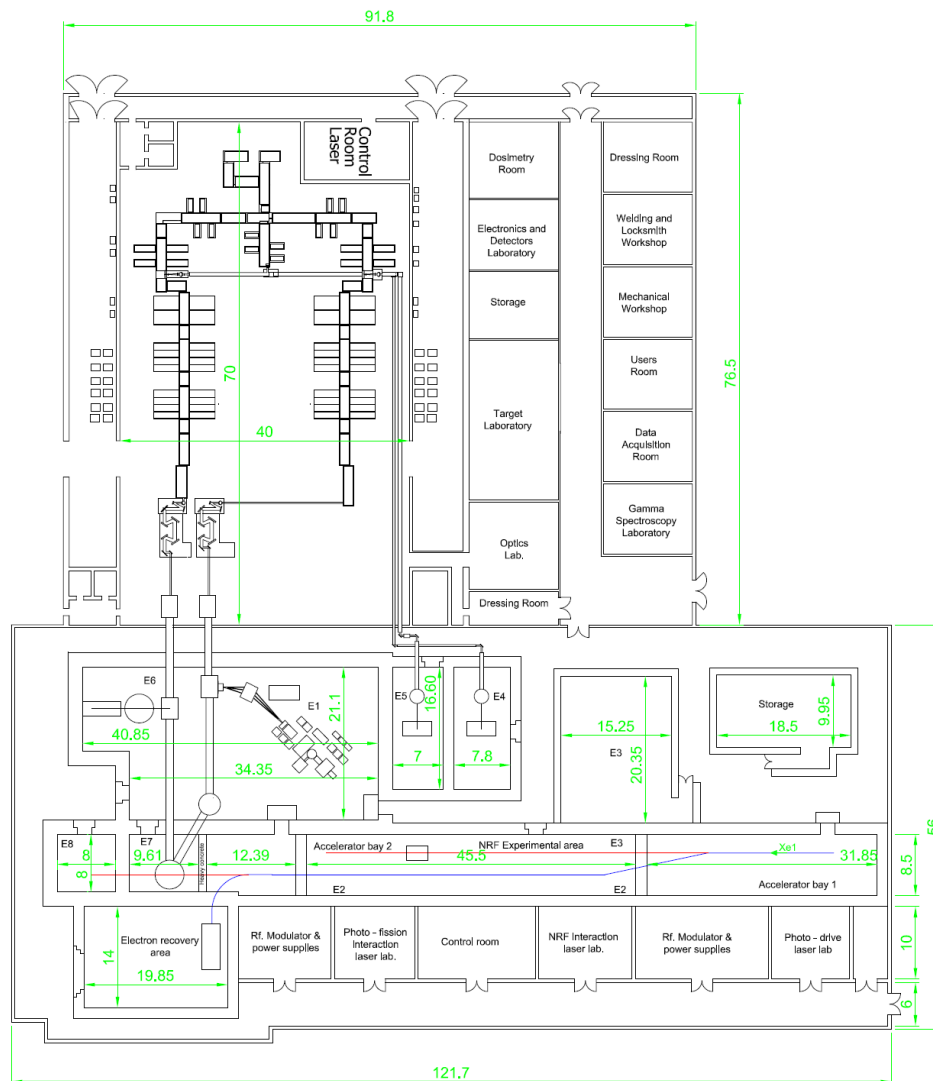 91.8
Control
Room
Laser
Dosimetry
Room
Dressing Room
Electronics and
Detectors
Laboratory
Welding and
Locksmith
Workshop
Storage
Mechanical
Workshop
70
76.5
Users
Room
40
Target
Laboratory
Data
Acquisition
Room
Gamma
Spectroscopy
Laboratory
Optics
Lab.
Dressing Room
E6
E1
21.1
E5
16.60
E4
40.85
34.35
7
7.8
15.25
E3
20.35
Storage
9.95
18.5
56
E8
8
8
E7
9.61
Heavy concrete
12.39
Accelerator bay 2
NRF Experimental area
E3
45.5
E2
E2
Xe1
31.85
Accelerator bay 1
8.5
Electron recovery
area
14
19.85
Rf. Modulator &
power supplies
Photo - fission
Interaction
laser lab.
Control room
NRF Interaction
laser lab.
Rf. Modulator &
power supplies
Photo - drive
laser lab
10
6
121.7